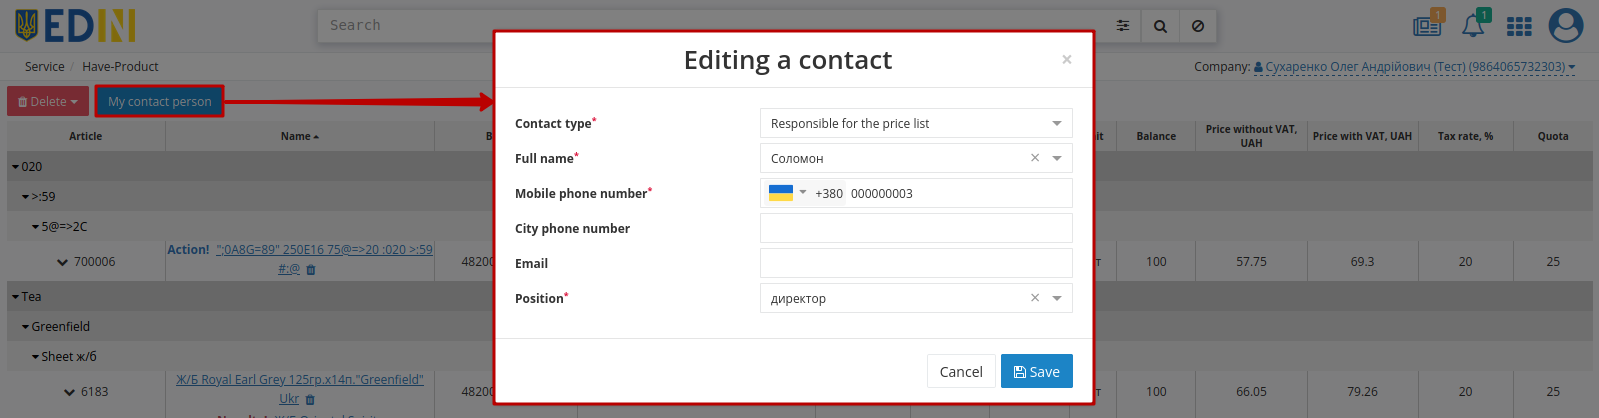 EDIN
Search
1
1
Service / Have-Product
Company: Сухаренко Олег Андрійович (Тест) (9864065732303)
Delete
My contact person
Editing a contact
×
Contact type*
Responsible for the price list
Full name*
Соломон ×
Mobile phone number*
+380 000000003
City phone number
Email
Position*
директор ×
Cancel
Save
Article Name Balance Price without VAT, UAH Price with VAT, UAH Tax rate, % Quota
020
>:59
5@=>2C
Action! ";0A8G=89" 250E16 75@=>20 :020 >:59
700006 48200 т 100 57.75 69.3 20 25
#:@
Tea
Greenfield
Sheet ж/б
Ж/Б Royal Earl Grey 125гр.х14п."Greenfield"
6183 48200 т 100 66.05 79.26 20 25
Ukr